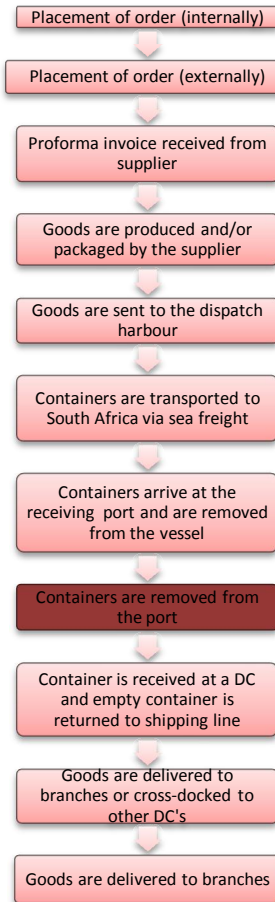 Placement of order (internally)
Placement of order (externally)
Proforma invoice received from
supplier
Goods are produced and/or
packaged by the supplier
Goods are sent to the dispatch
harbour
Containers are transported to
South Africa via sea freight
Containers arrive at the
receiving port and are removed
from the vessel
Containers are removed from
the port
Container is received at a DC
and empty container is
returned to shipping line
Goods are delivered to
branches or cross-docked to
other DC's
Goods are delivered to branches